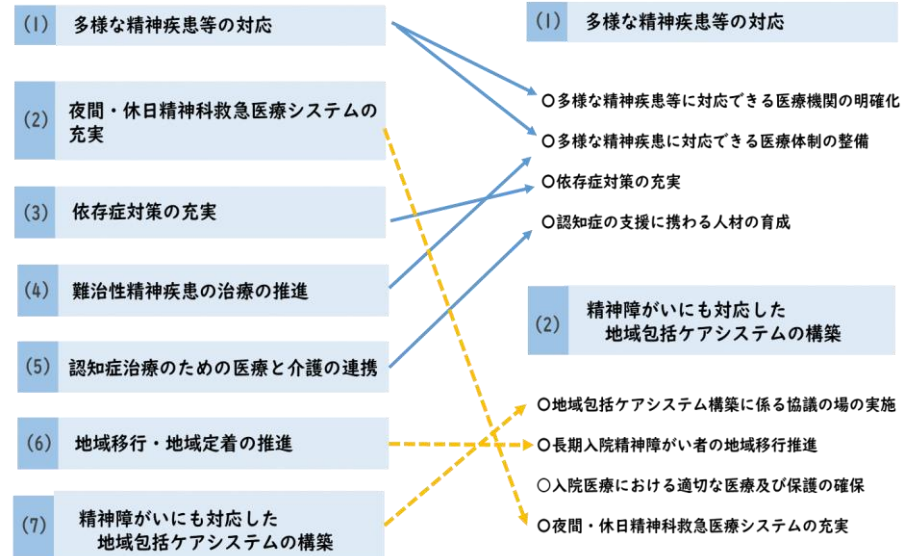 (1) 多様な精神疾患等の対応
(2) 夜間・休日精神科救急医療システムの
充実
(3) 依存症対策の充実
(4) 難治性精神疾患の治療の推進
(5) 認知症治療のための医療と介護の連携
(6) 地域移行・地域定着の推進
(7) 精神障がいにも対応した
地域包括ケアシステムの構築
(1) 多様な精神疾患等の対応
○多様な精神疾患等に対応できる医療機関の明確化
○多様な精神疾患に対応できる医療体制の整備
○依存症対策の充実
○認知症の支援に携わる人材の育成
(2) 精神障がいにも対応した
地域包括ケアシステムの構築
○地域包括ケアシステム構築に係る協議の場の実施
○長期入院精神障がい者の地域移行推進
○入院医療における適切な医療及び保護の確保
○夜間・休日精神科救急医療システムの充実